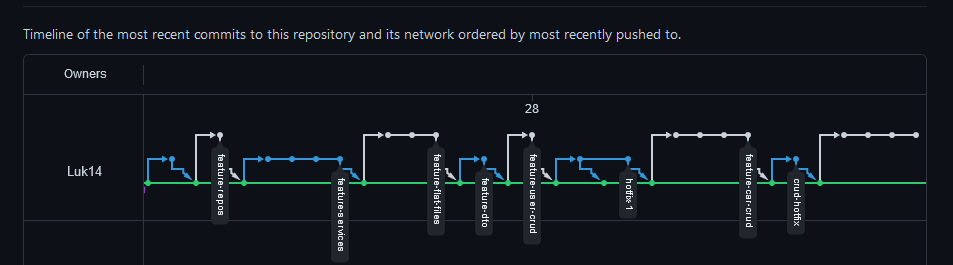 Timeline of the most recent commits to this repository and its network ordered by most recently pushed to.
Owners
28
Luk14
feature-repos
feature-services
feature-flat-files
feature-dto
feature-user-crud
hotfix-1
feature-car-crud
crud-hotfix